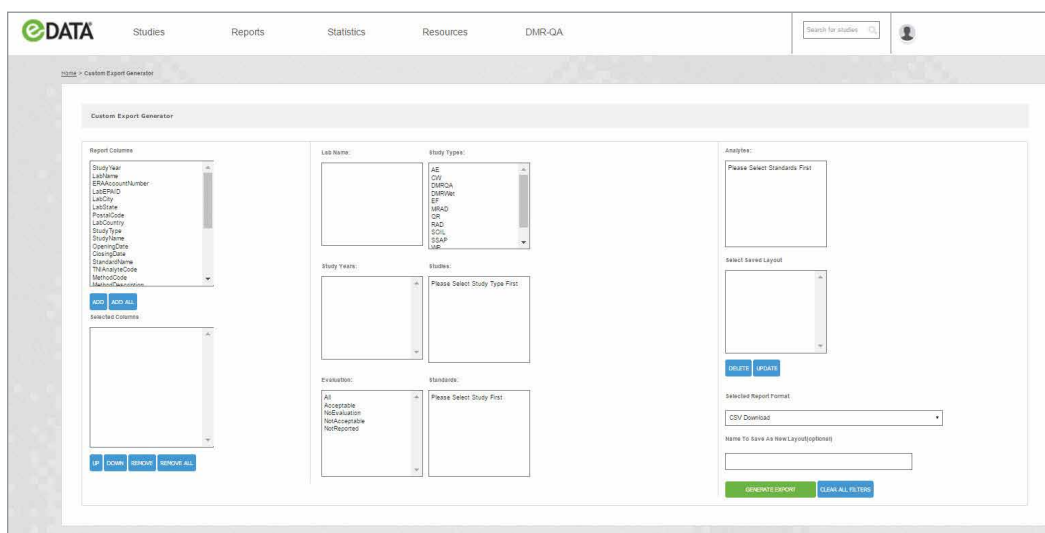 eDATA
Studies
Reports
Statistics
Resources
DMR-QA
Search for studies
Home > Custom Export Generator
Custom Export Generator
Report Columns
StudyYear
LabName
ERAAccountNumber
LabEPAID
LabCity
LabState
PostalCode
LabCountry
StudyType
StudyName
OpeningDate
ClosingDate
StandardName
TNIAnalyteCode
MethodCode
MethodDescription
ADD
ADD ALL
Selected Columns
UP
DOWN
REMOVE
REMOVE ALL
Lab Name:
Study Types:
AE
CW
DMRQA
DMRWet
EF
MRAD
QR
RAD
SOIL
SSAP
WP
Study Years:
Studies:
Please Select Study Type First
Evaluation:
All
Acceptable
NoEvaluation
NotAcceptable
NotReported
Standards:
Please Select Study First
Analytes:
Please Select Standards First
Select Saved Layout
DELETE
UPDATE
Selected Report Format
CSV Download
Name To Save As New Layout(optional)
GENERATE EXPORT
CLEAR ALL FILTERS